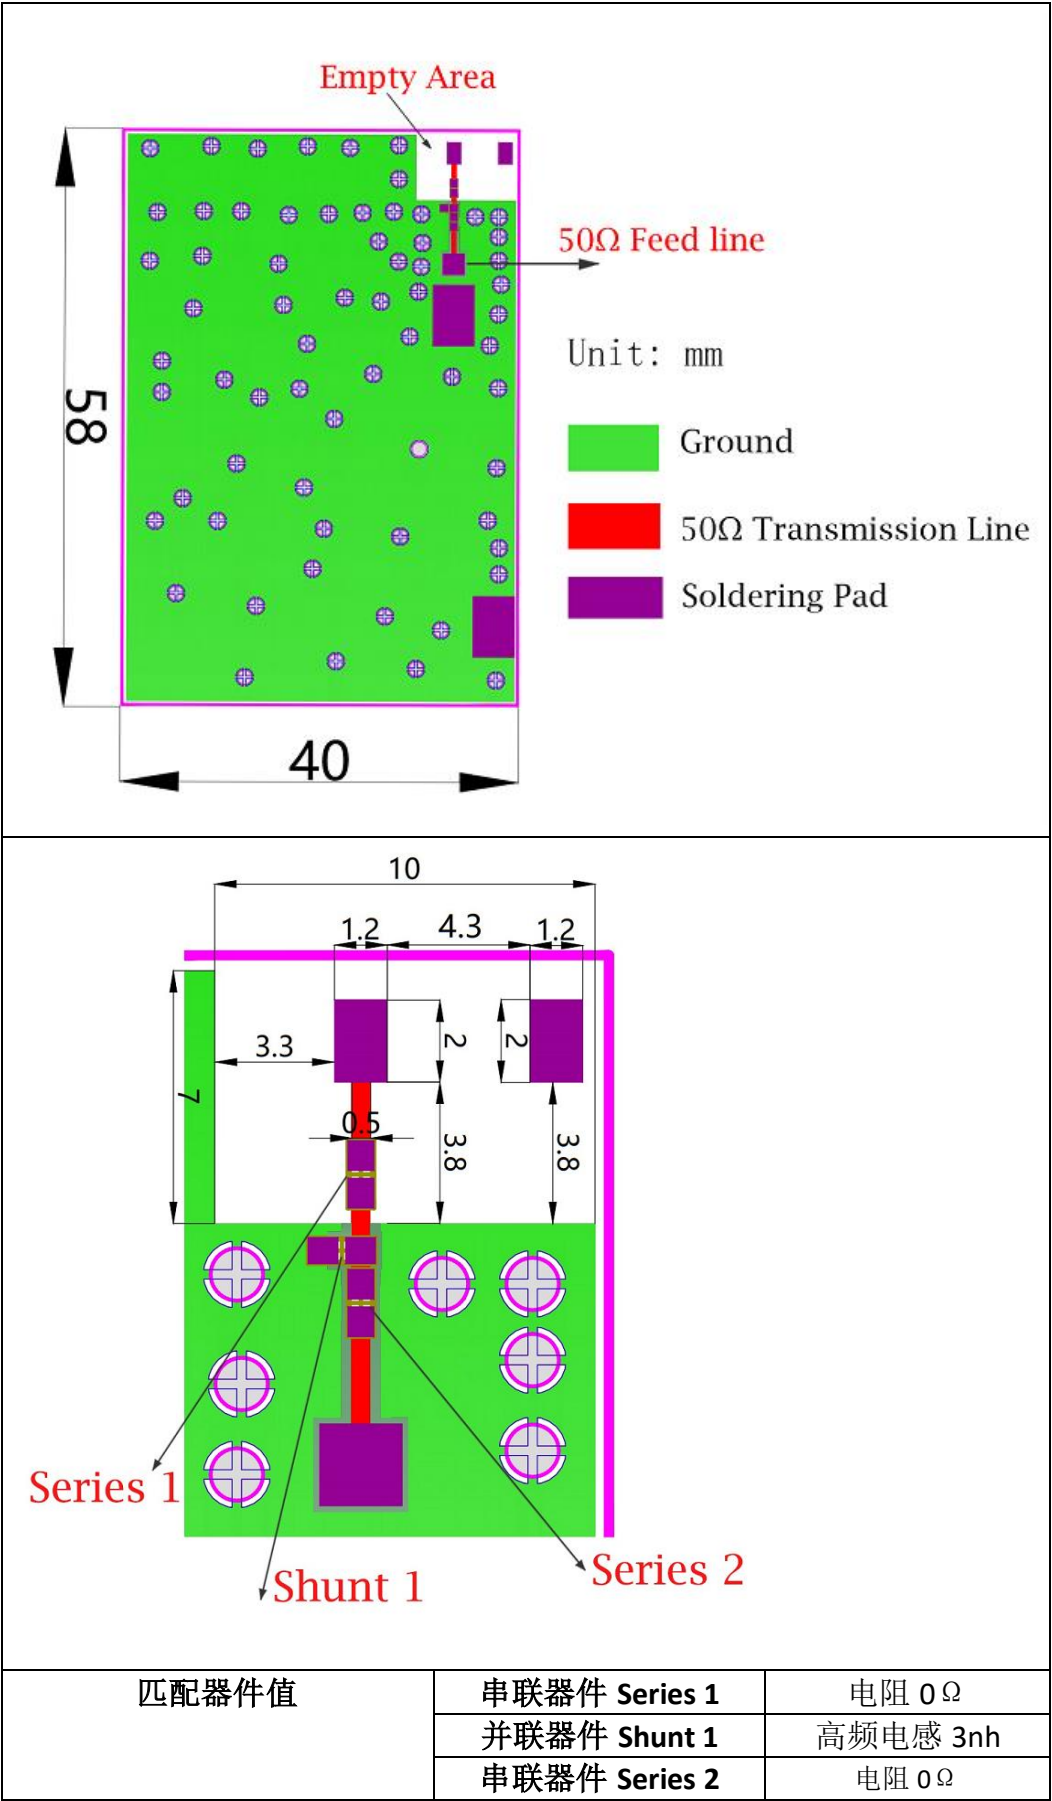 Empty Area
50Ω Feed line
Unit: mm
58
Ground
50Ω Transmission Line
Soldering Pad
40
10
1.2
4.3
1.2
2
2
3.3
7
0.5
3.8
3.8
Series 1
Series 2
Shunt 1
匹配器件值
串联器件 Series 1
电阻 0Ω
并联器件 Shunt 1
高频电感 3nh
串联器件 Series 2
电阻 0Ω